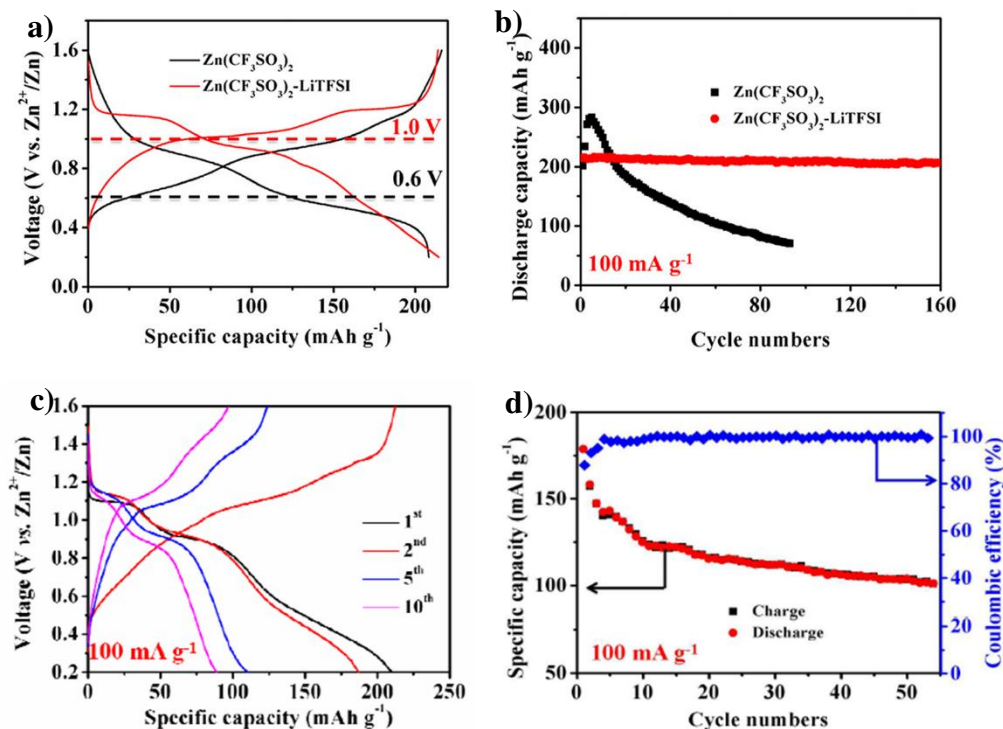 a)
Zn(CF₃SO₃)₂
Zn(CF₃SO₃)₂-LiTFSI
1.0 V
0.6 V
1.6
1.2
0.8
0.4
0.0
Voltage (V vs. Zn²⁺/Zn)
0 50 100 150 200
Specific capacity (mAh g⁻¹)
b)
Zn(CF₃SO₃)₂
Zn(CF₃SO₃)₂-LiTFSI
400
300
200
100
0
Discharge capacity (mAh g⁻¹)
100 mA g⁻¹
0 40 80 120 160
Cycle numbers
c)
1.6
1.4
1.2
1.0
0.8
0.6
0.4
0.2
Voltage (V vs. Zn²⁺/Zn)
1ˢᵗ
2ⁿᵈ
5ᵗʰ
10ᵗʰ
100 mA g⁻¹
0 50 100 150 200 250
Specific capacity (mAh g⁻¹)
d)
200
150
100
50
Specific capacity (mAh g⁻¹)
Charge
Discharge
100 mA g⁻¹
100
80
60
40
20
0
Coulombic efficiency (%)
0 10 20 30 40 50
Cycle numbers